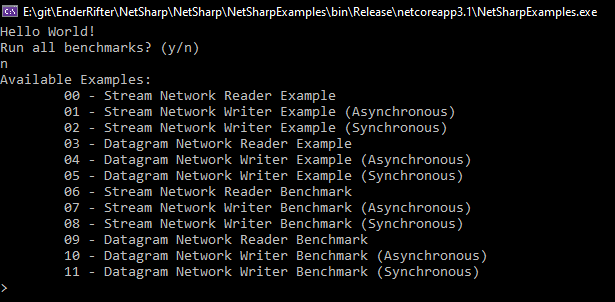 E:\git\EnderRifter\NetSharp\NetSharp\NetSharpExamples\bin\Release\netcoreapp3.1\NetSharpExamples.exe
Hello World!
Run all benchmarks? (y/n)
n
Available Examples:
00 - Stream Network Reader Example
01 - Stream Network Writer Example (Asynchronous)
02 - Stream Network Writer Example (Synchronous)
03 - Datagram Network Reader Example
04 - Datagram Network Writer Example (Asynchronous)
05 - Datagram Network Writer Example (Synchronous)
06 - Stream Network Reader Benchmark
07 - Stream Network Writer Benchmark (Asynchronous)
08 - Stream Network Writer Benchmark (Synchronous)
09 - Datagram Network Reader Benchmark
10 - Datagram Network Writer Benchmark (Asynchronous)
11 - Datagram Network Writer Benchmark (Synchronous)
>